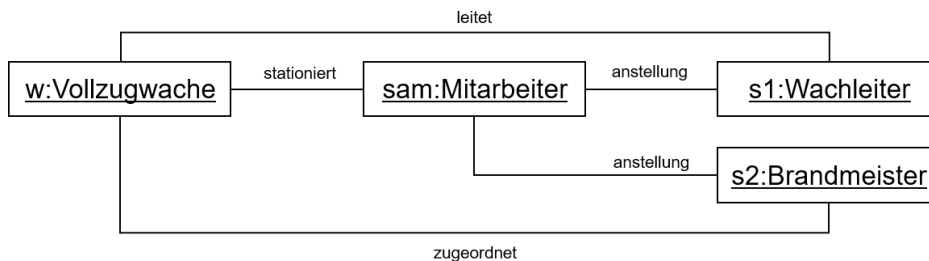 leitet
w:Vollzugwache
stationiert
sam:Mitarbeiter
anstellung
s1:Wachleiter
anstellung
s2:Brandmeister
zugeordnet